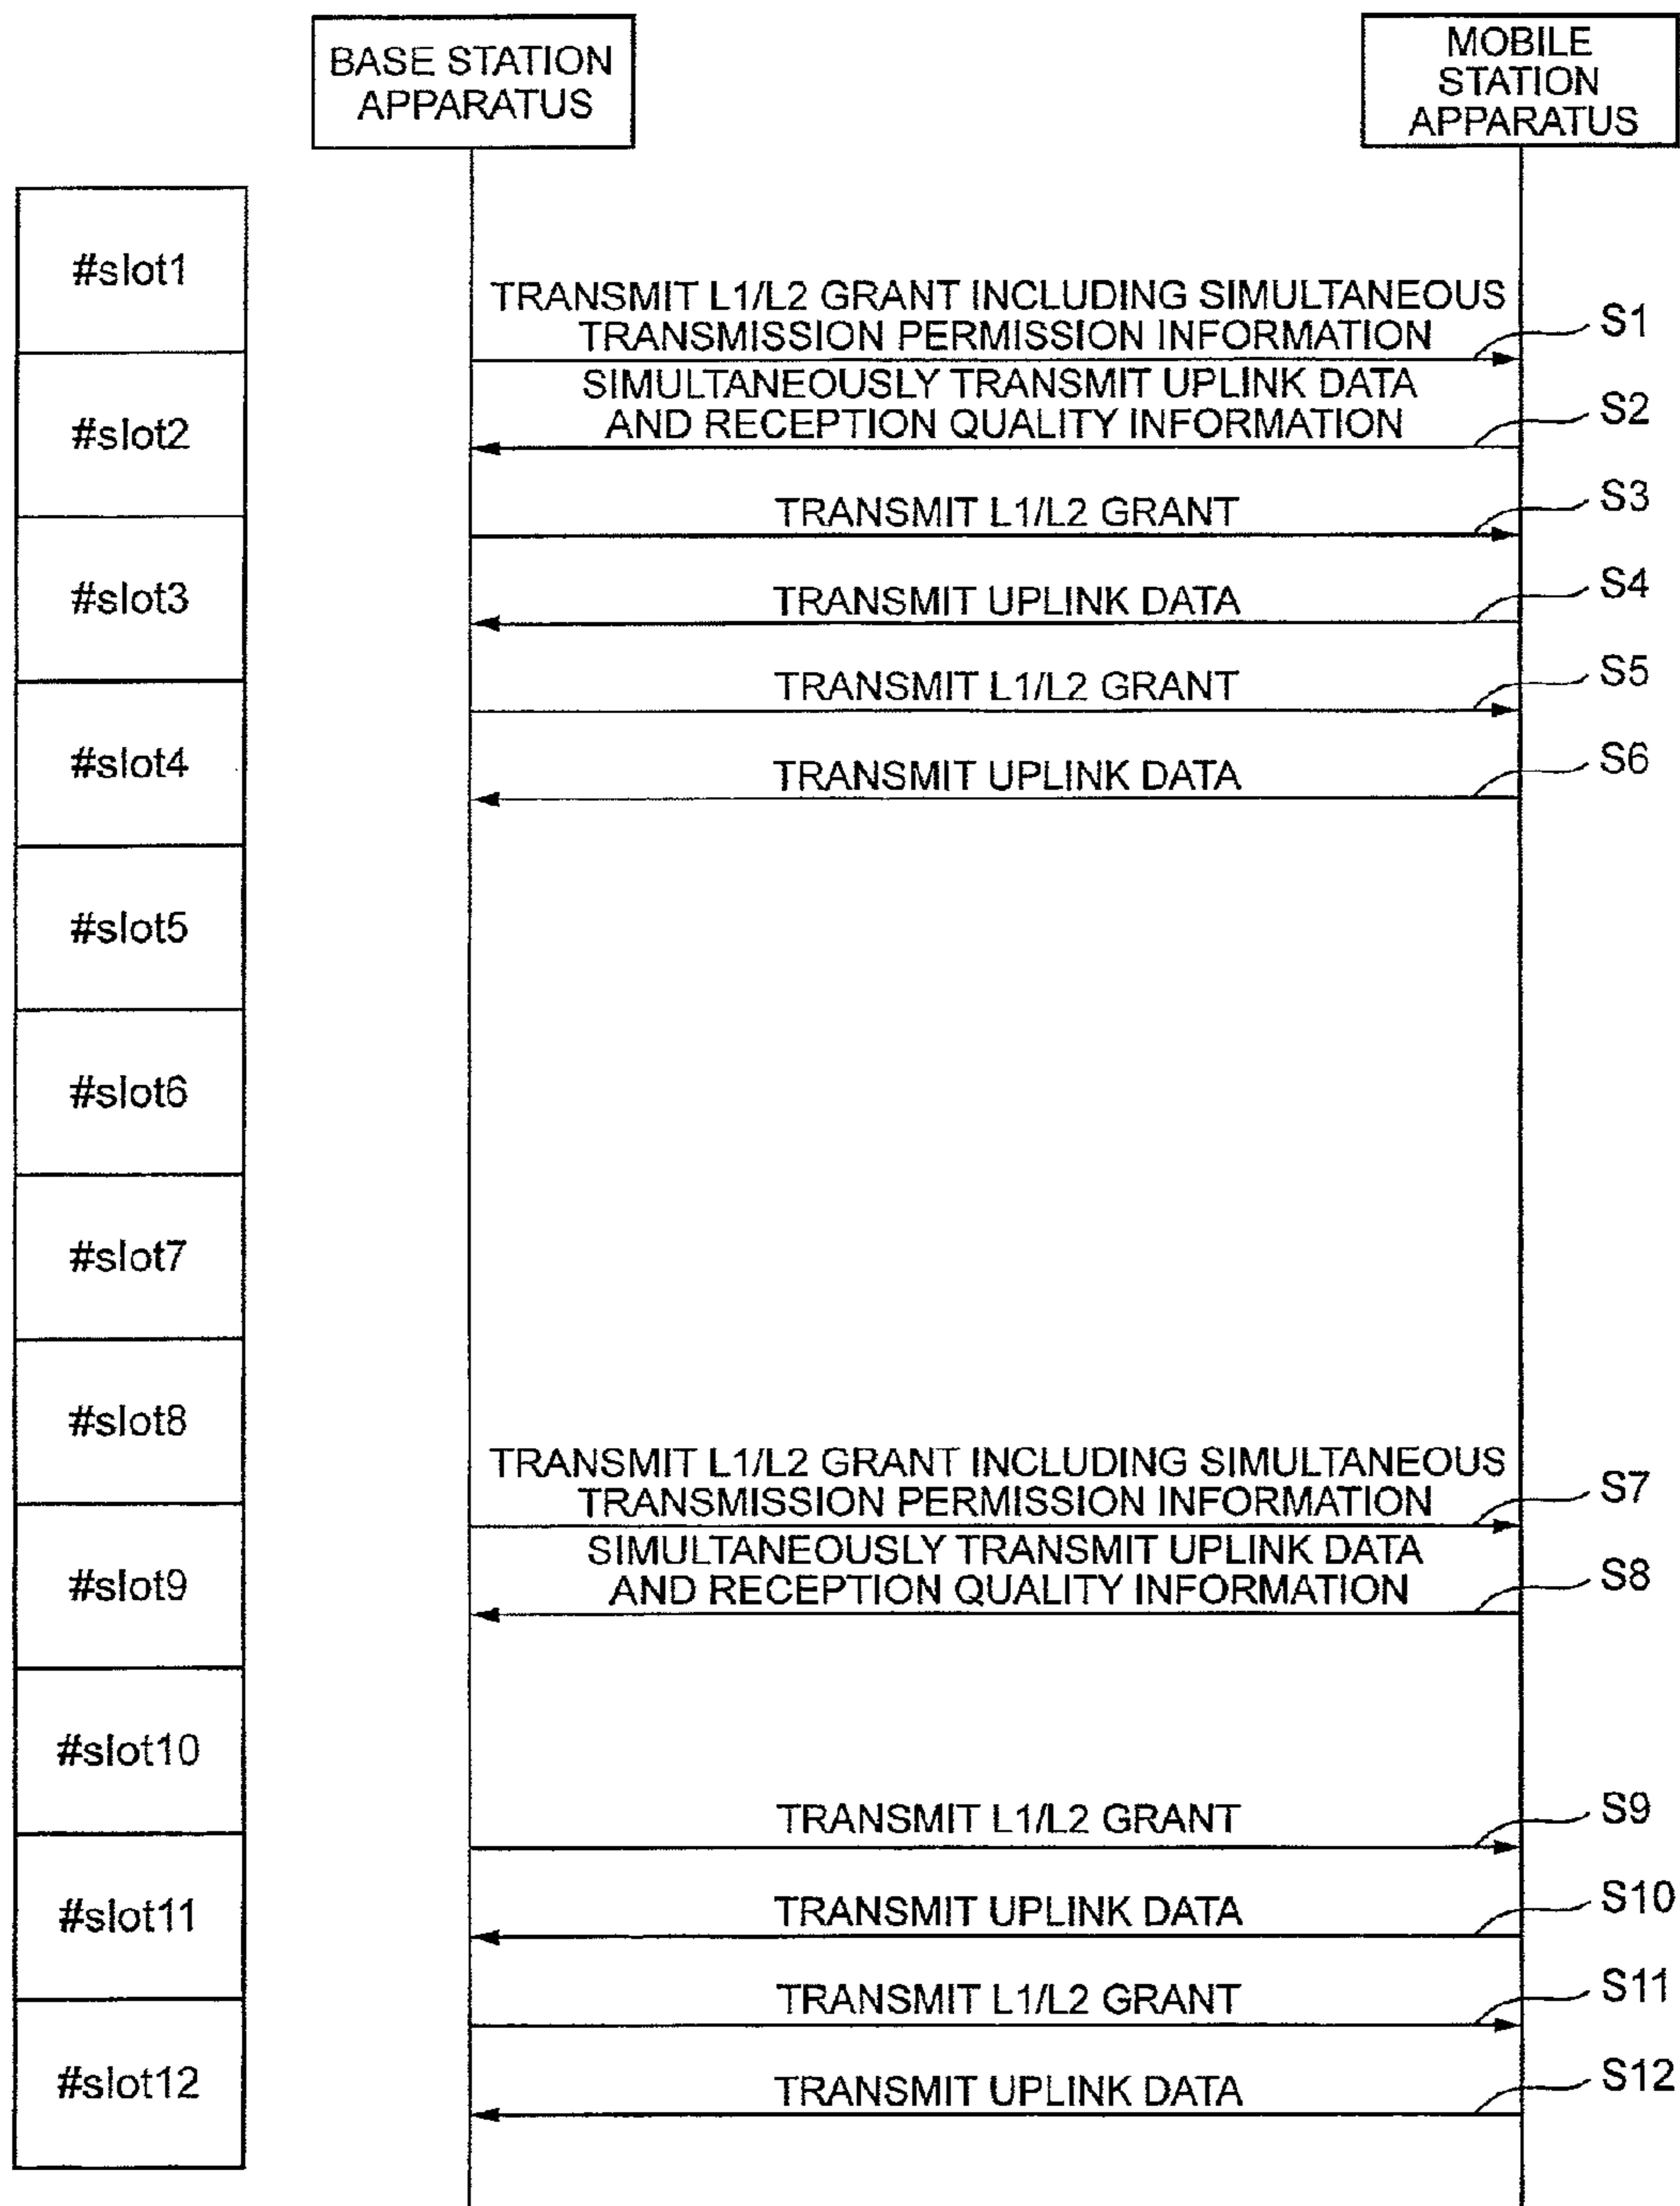 BASE STATION
APPARATUS
MOBILE
STATION
APPARATUS
#slot1
TRANSMIT L1/L2 GRANT INCLUDING SIMULTANEOUS
TRANSMISSION PERMISSION INFORMATION
S1
SIMULTANEOUSLY TRANSMIT UPLINK DATA
AND RECEPTION QUALITY INFORMATION
S2
#slot2
TRANSMIT L1/L2 GRANT
S3
#slot3
TRANSMIT UPLINK DATA
S4
TRANSMIT L1/L2 GRANT
S5
#slot4
TRANSMIT UPLINK DATA
S6
#slot5
#slot6
#slot7
#slot8
TRANSMIT L1/L2 GRANT INCLUDING SIMULTANEOUS
TRANSMISSION PERMISSION INFORMATION
S7
SIMULTANEOUSLY TRANSMIT UPLINK DATA
AND RECEPTION QUALITY INFORMATION
S8
#slot9
#slot10
TRANSMIT L1/L2 GRANT
S9
#slot11
TRANSMIT UPLINK DATA
S10
TRANSMIT L1/L2 GRANT
S11
#slot12
TRANSMIT UPLINK DATA
S12